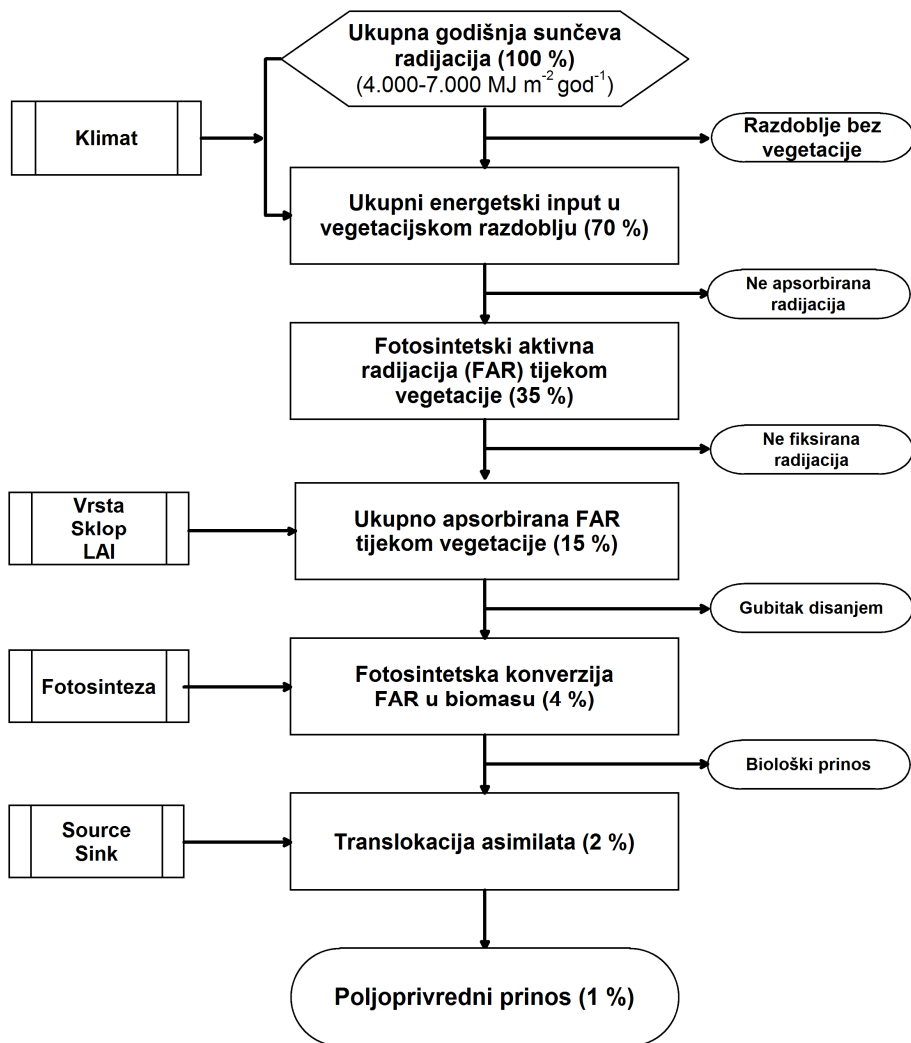 Ukupna godišnja sunčeva
radijacija (100 %)
(4.000-7.000 MJ m⁻² god⁻¹)
Klimat
Razdoblje bez
vegetacije
Ukupni energetski input u
vegetacijskom razdoblju (70 %)
Ne apsorbirana
radijacija
Fotosintetski aktivna
radijacija (FAR) tijekom
vegetacije (35 %)
Ne fiksirana
radijacija
Vrsta
Sklop
LAI
Ukupno apsorbirana FAR
tijekom vegetacije (15 %)
Gubitak disanjem
Fotosinteza
Fotosintetska konverzija
FAR u biomasu (4 %)
Biološki prinos
Source
Sink
Translokacija asimilata (2 %)
Poljoprivredni prinos (1 %)